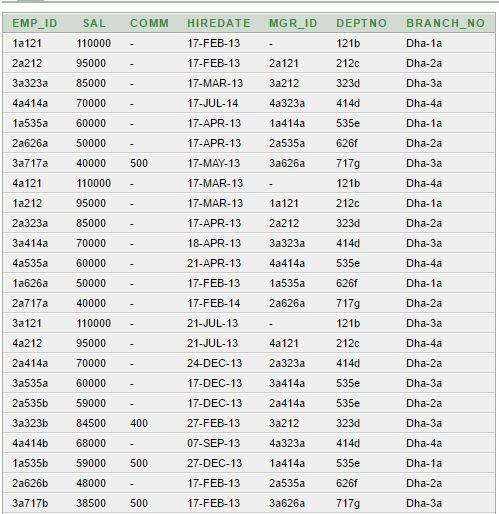 EMP_ID SAL COMM HIREDATE MGR_ID DEPTNO BRANCH_NO
1a121 110000 - 17-FEB-13 - 121b Dha-1a
2a212 95000 - 17-FEB-13 2a121 212c Dha-2a
3a323a 85000 - 17-MAR-13 3a212 323d Dha-3a
4a414a 70000 - 17-JUL-14 4a323a 414d Dha-4a
1a535a 60000 - 17-APR-13 1a414a 535e Dha-1a
2a626a 50000 - 17-APR-13 2a535a 626f Dha-2a
3a717a 40000 500 17-MAY-13 3a626a 717g Dha-3a
4a121 110000 - 17-MAR-13 - 121b Dha-4a
1a212 95000 - 17-MAR-13 1a121 212c Dha-1a
2a323a 85000 - 17-APR-13 2a212 323d Dha-2a
3a414a 70000 - 18-APR-13 3a323a 414d Dha-3a
4a535a 60000 - 21-APR-13 4a414a 535e Dha-4a
1a626a 50000 - 17-FEB-13 1a535a 626f Dha-1a
2a717a 40000 - 17-FEB-14 2a626a 717g Dha-2a
3a121 110000 - 21-JUL-13 - 121b Dha-3a
4a212 95000 - 21-JUL-13 4a121 212c Dha-4a
2a414a 70000 - 24-DEC-13 2a323a 414d Dha-2a
3a535a 60000 - 17-DEC-13 3a414a 535e Dha-3a
2a535b 59000 - 17-DEC-13 2a414a 535e Dha-2a
3a323b 84500 400 27-FEB-13 3a212 323d Dha-3a
4a414b 68000 - 07-SEP-13 4a323a 414d Dha-4a
1a535b 59000 500 27-DEC-13 1a414a 535e Dha-1a
2a626b 48000 - 17-FEB-13 2a535a 626f Dha-2a
3a717b 38500 500 17-FEB-13 3a626a 717g Dha-3a